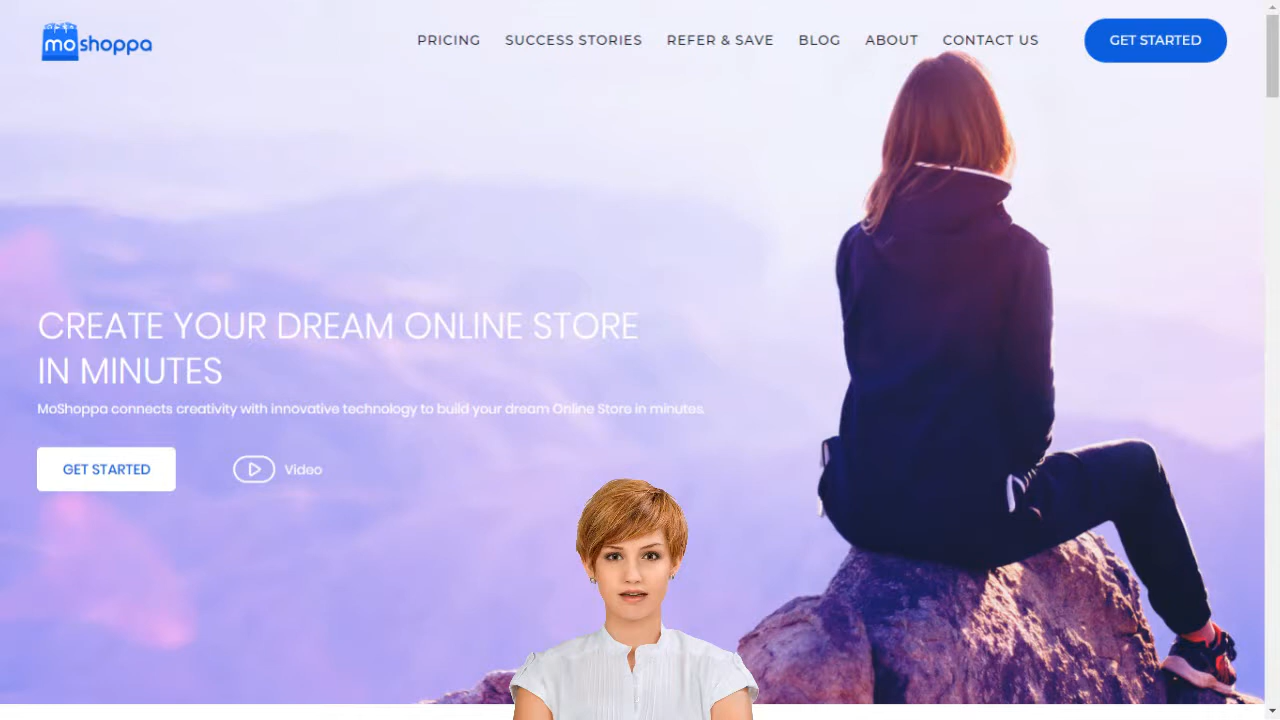 moshoppa
PRICING SUCCESS STORIES REFER & SAVE BLOG ABOUT CONTACT US GET STARTED
CREATE YOUR DREAM ONLINE STORE
IN MINUTES
MoShoppa connects creativity with innovative technology to build your dream Online Store in minutes.
GET STARTED Video